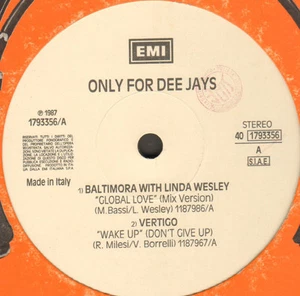 EMI
ONLY FOR DEE JAYS
℗ 1987
1793356/A
STEREO
40 1793356
A
S.I.A.E.
Made in Italy
1) BALTIMORA WITH LINDA WESLEY
"GLOBAL LOVE" (Mix Version)
(M.Bassi/L. Wesley) 1187986/A
2) VERTIGO
"WAKE UP" (DON'T GIVE UP)
(R. Milesi/V. Borrelli) 1187967/A